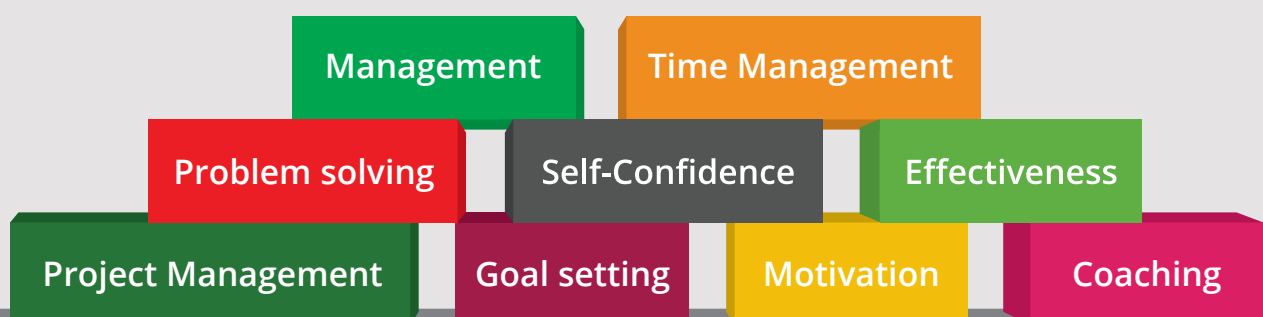 Management Time Management
Problem solving Self-Confidence Effectiveness
Project Management Goal setting Motivation Coaching